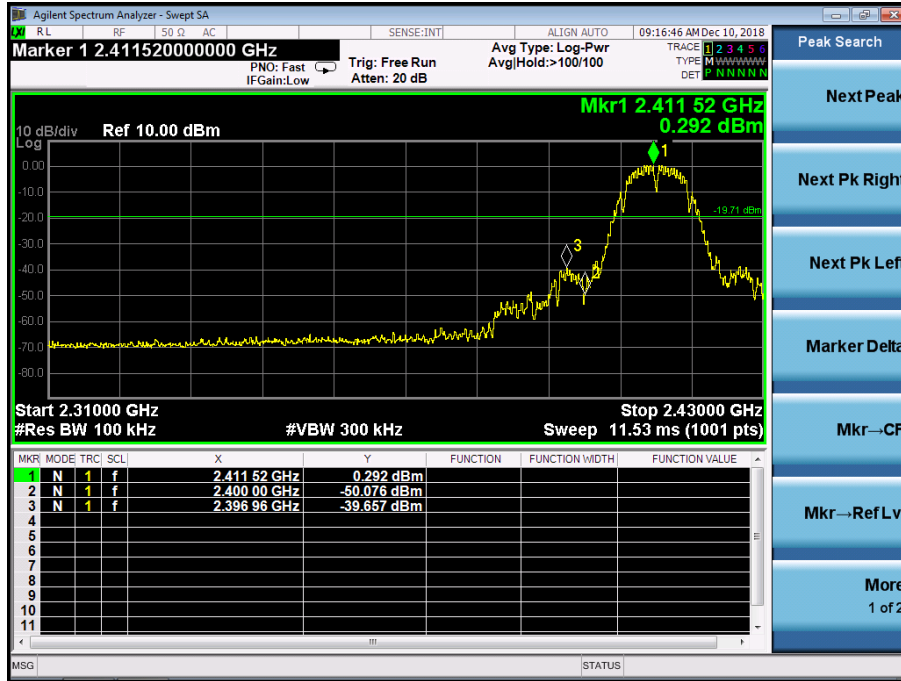 Agilent Spectrum Analyzer - Swept SA
LXI RL RF 50 Ω AC SENSE:INT ALIGN AUTO 09:16:46 AM Dec 10, 2018
Marker 1 2.411520000000 GHz
PNO: Fast
IFGain:Low
Trig: Free Run
Atten: 20 dB
Avg Type: Log-Pwr
Avg|Hold:>100/100
TRACE 1 2 3 4 5 6
TYPE M WWWWW
DET P N N N N N
Mkr1 2.411 52 GHz
0.292 dBm
10 dB/div Ref 10.00 dBm
Log
1
0.00
-10.0
-20.0
-19.71 dBm
-30.0
3
-40.0
2
-50.0
-60.0
-70.0
-80.0
Start 2.31000 GHz Stop 2.43000 GHz
#Res BW 100 kHz #VBW 300 kHz Sweep 11.53 ms (1001 pts)
MKR MODE TRC SCL X Y FUNCTION FUNCTION WIDTH FUNCTION VALUE
1 N 1 f 2.411 52 GHz 0.292 dBm
2 N 1 f 2.400 00 GHz -50.076 dBm
3 N 1 f 2.396 96 GHz -39.657 dBm
4
5
6
7
8
9
10
11
MSG STATUS
Peak Search
Next Peak
Next Pk Right
Next Pk Left
Marker Delta
Mkr→CF
Mkr→Ref Lv
More
1 of 2